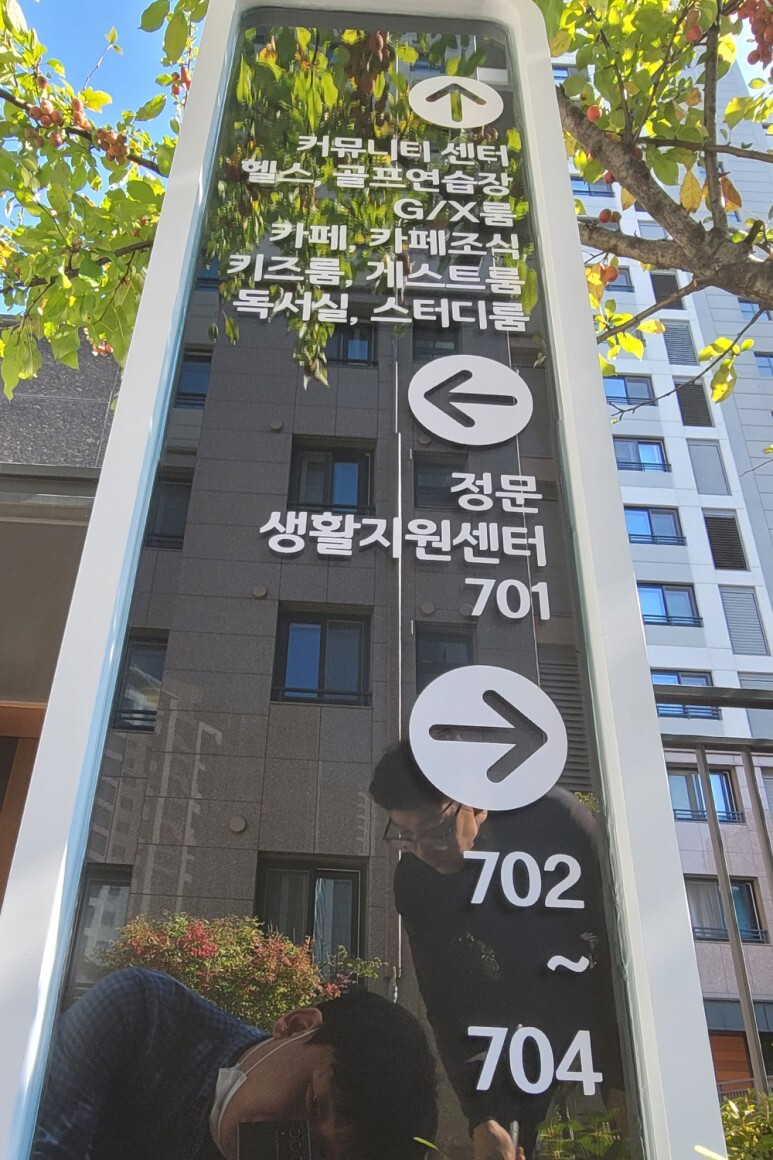 커뮤니티 센터
헬스, 골프연습장
G/X룸
카페, 카페조식
키즈룸, 게스트룸
독서실, 스터디룸
정문
생활지원센터
701
702
~
704